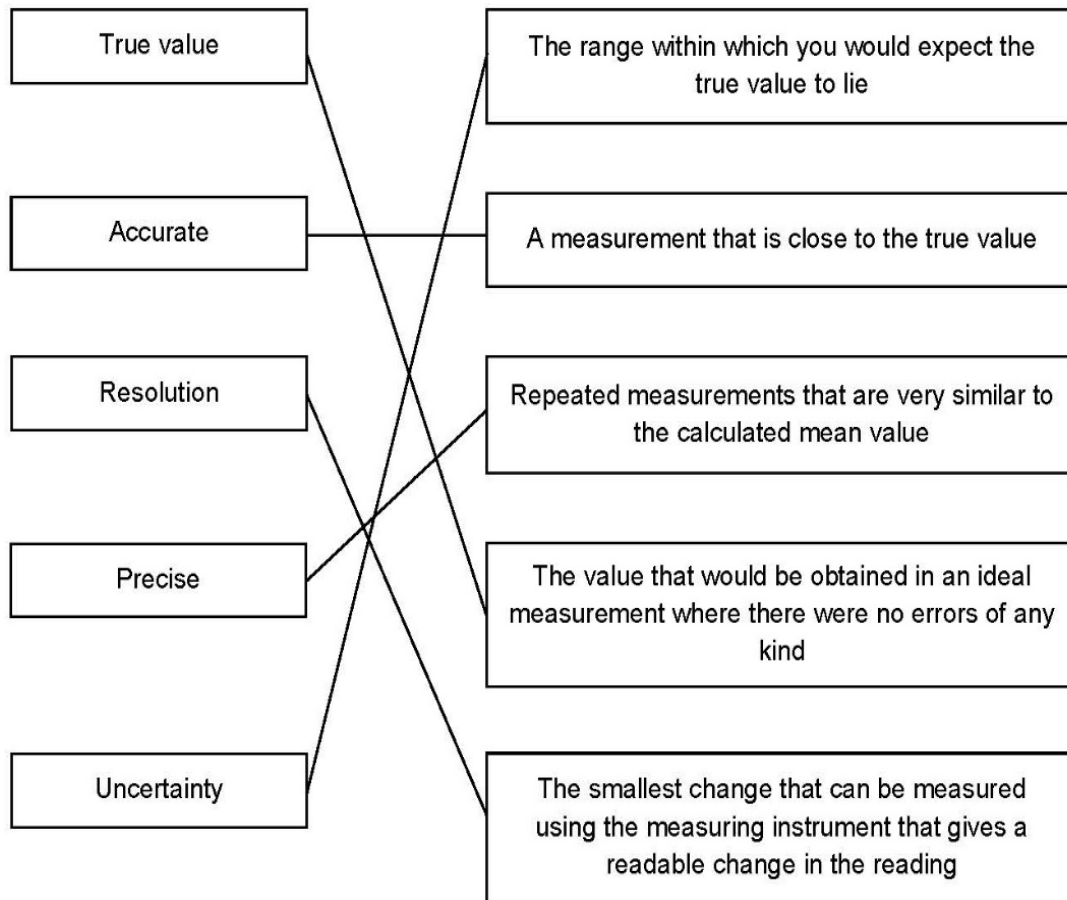 True value
The range within which you would expect the
true value to lie
Accurate
A measurement that is close to the true value
Resolution
Repeated measurements that are very similar to
the calculated mean value
Precise
The value that would be obtained in an ideal
measurement where there were no errors of any
kind
Uncertainty
The smallest change that can be measured
using the measuring instrument that gives a
readable change in the reading